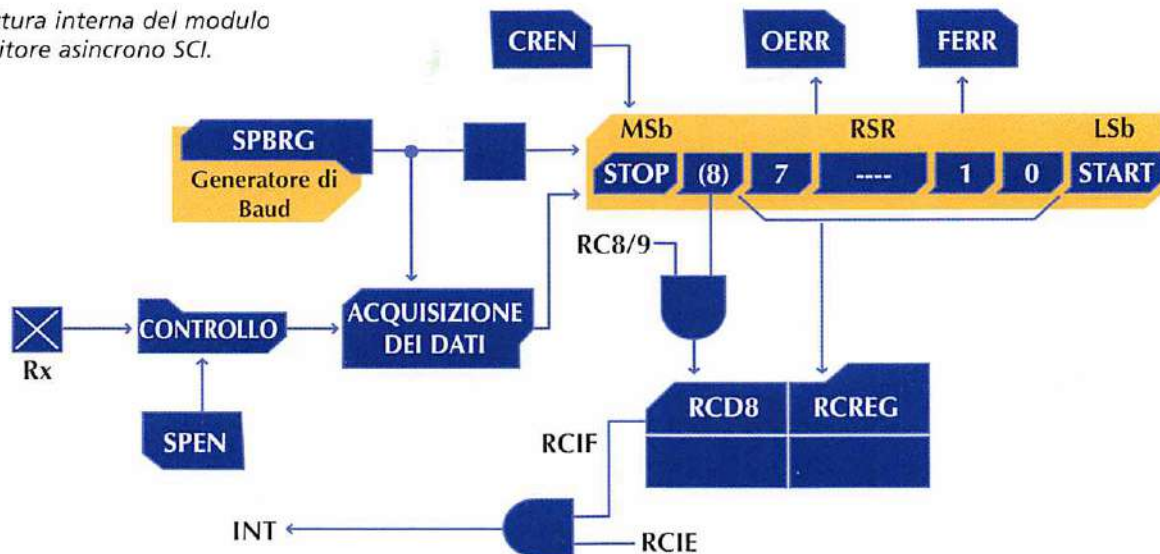 ttura interna del modulo
itore asincrono SCI.
CREN
OERR
FERR
MSb
RSR
LSb
SPBRG
Generatore di
Baud
STOP
(8)
7
----
1
0
START
RC8/9
Rx
CONTROLLO
ACQUISIZIONE
DEI DATI
SPEN
RCD8
RCREG
RCIF
INT
RCIE